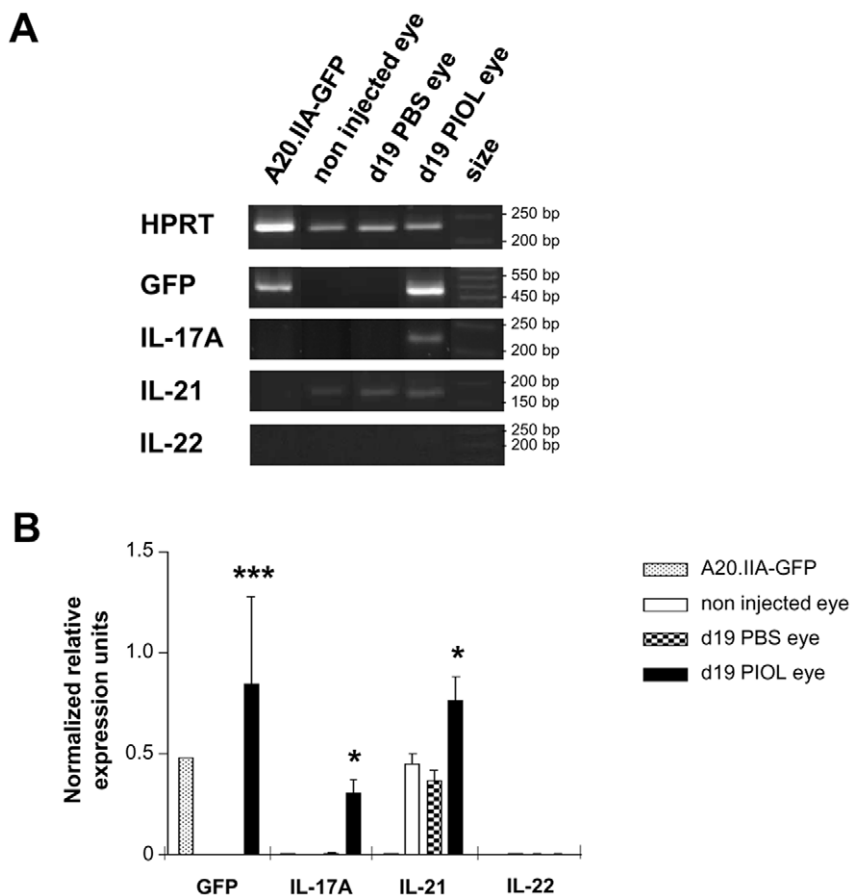 A
A20.IIA-GFP
non injected eye
d19 PBS eye
d19 PIOL eye
size
HPRT
250 bp
200 bp
GFP
550 bp
450 bp
IL-17A
250 bp
200 bp
IL-21
200 bp
150 bp
IL-22
250 bp
200 bp
B
Normalized relative
expression units
1.5
1.0
0.5
0
***
*
*
GFP
IL-17A
IL-21
IL-22
A20.IIA-GFP
non injected eye
d19 PBS eye
d19 PIOL eye